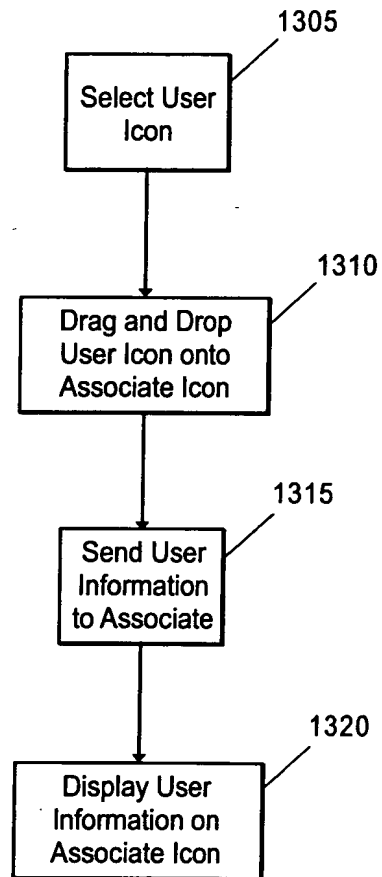 1305
Select User
Icon
1310
Drag and Drop
User Icon onto
Associate Icon
1315
Send User
Information
to Associate
1320
Display User
Information on
Associate Icon